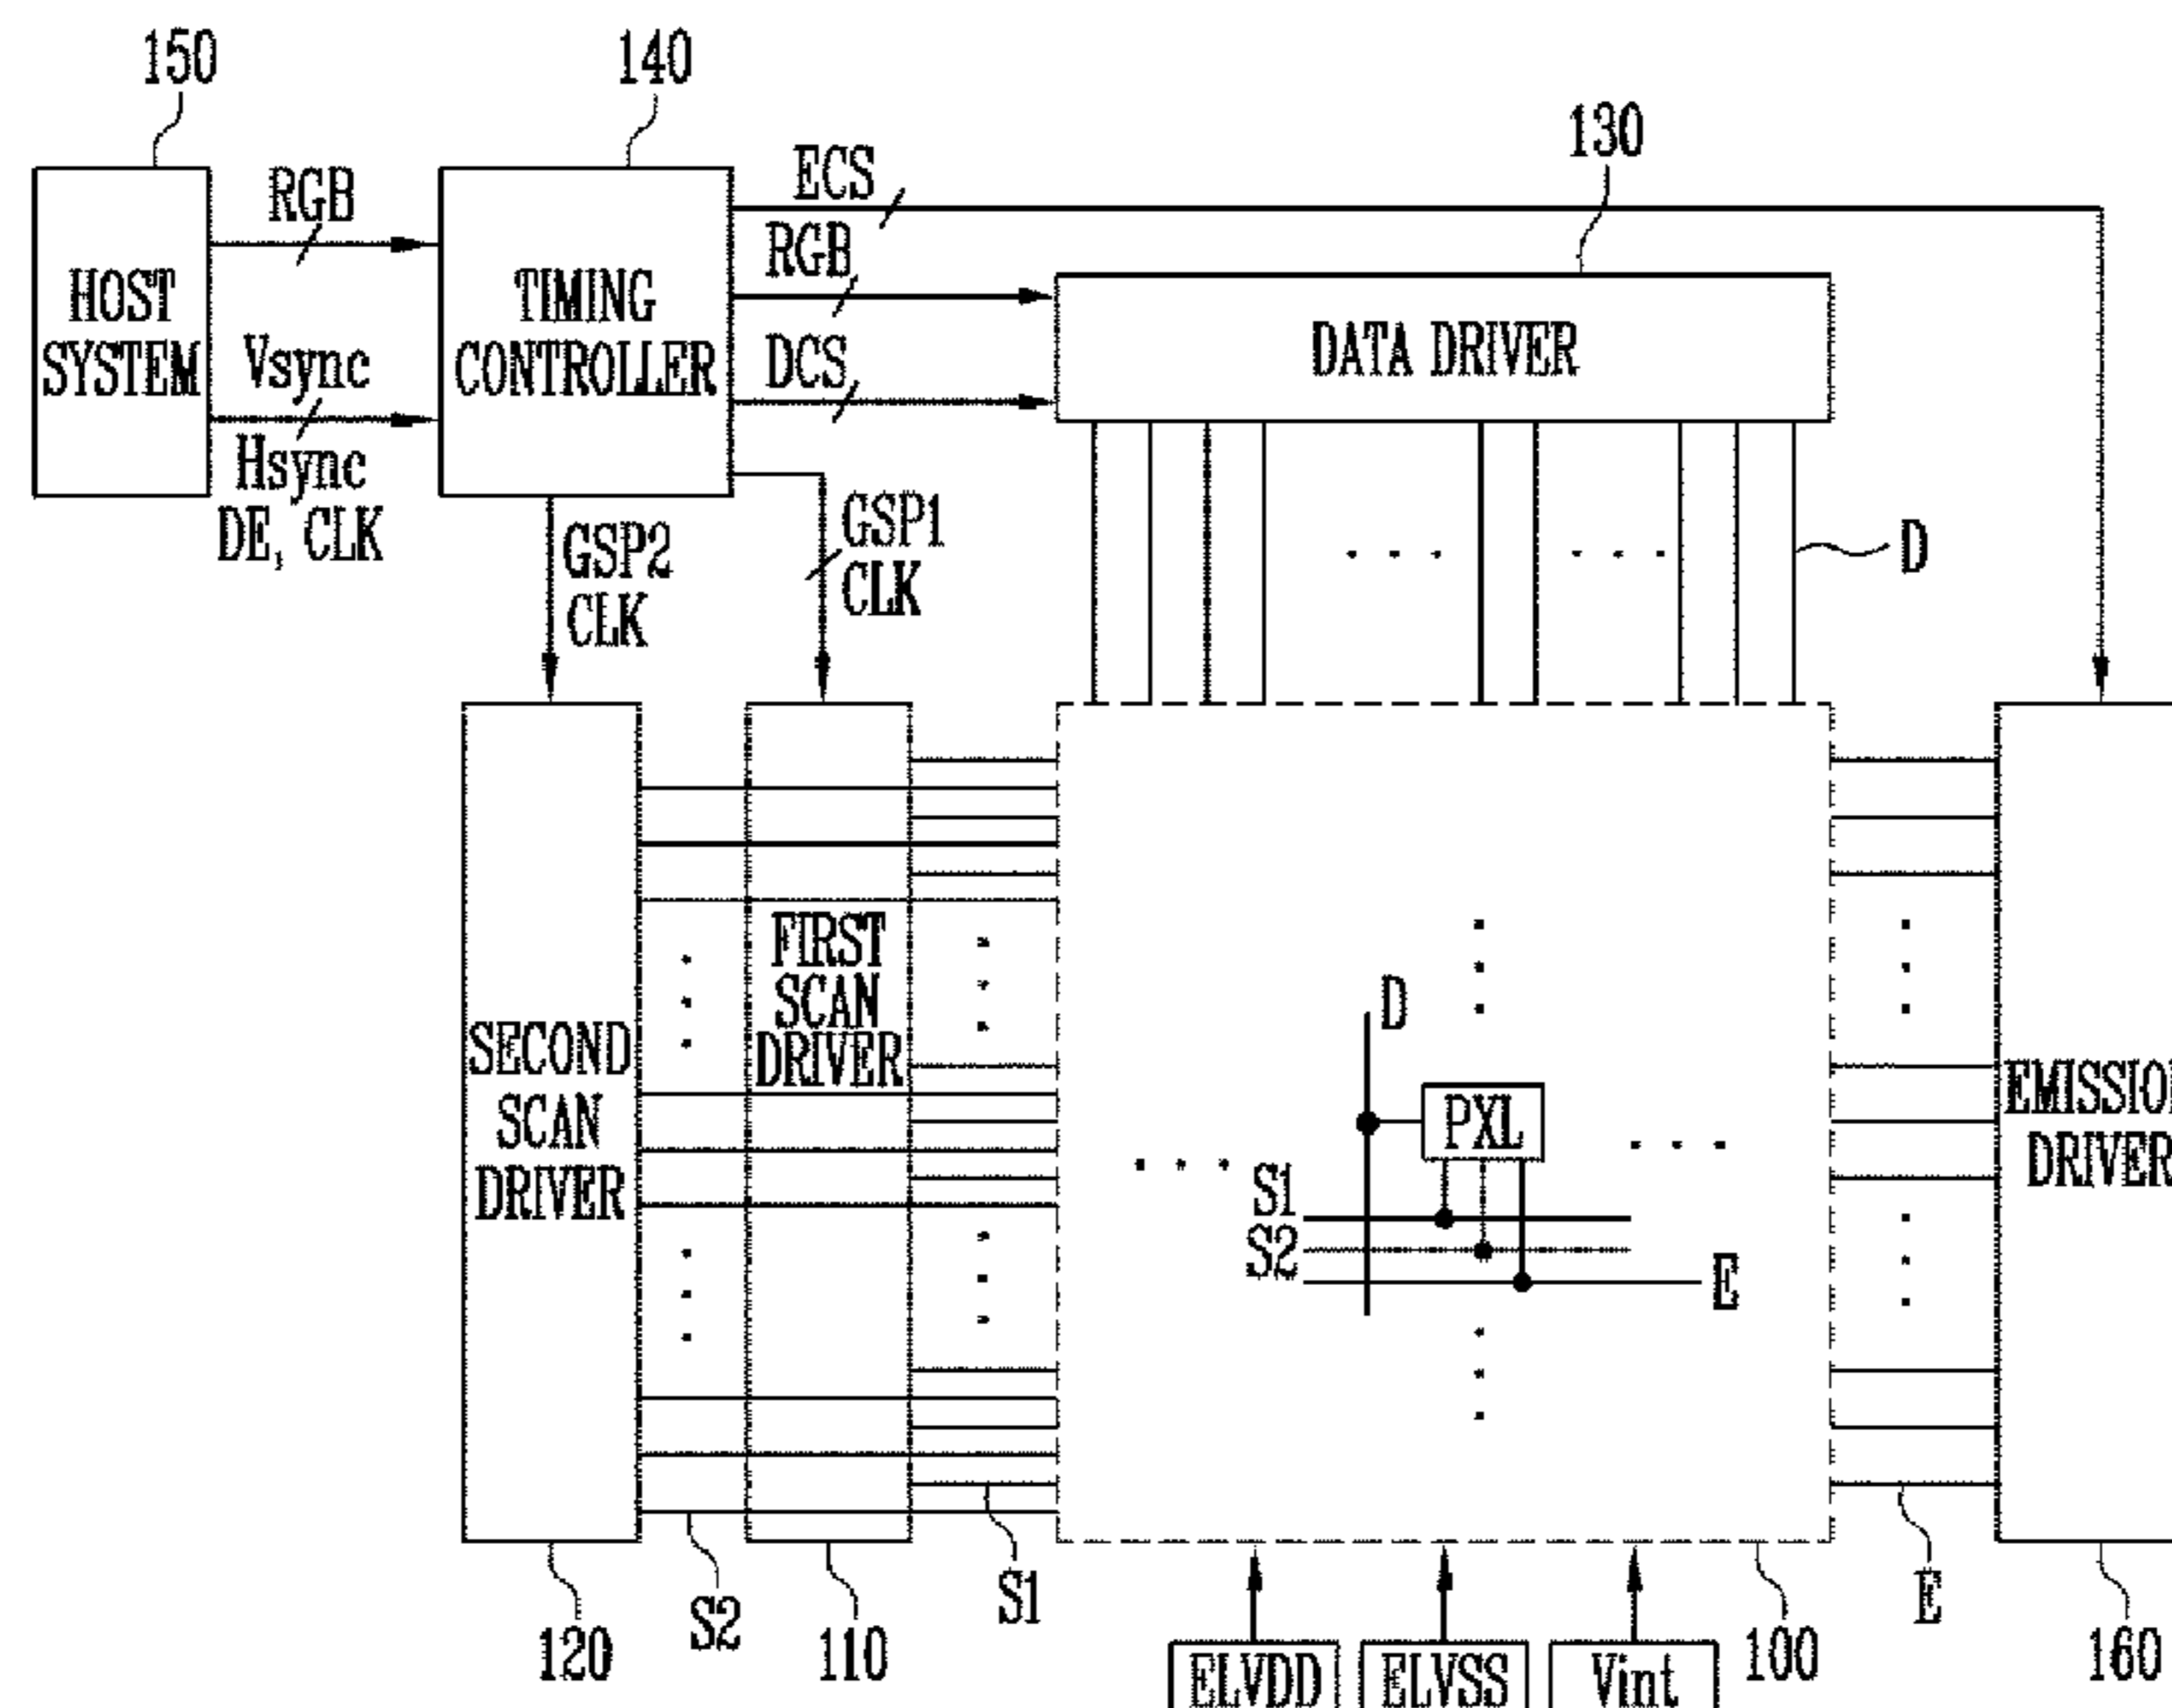 150
140
130
ECS
RGB
RGB
HOST
SYSTEM
TIMING
CONTROLLER
DATA DRIVER
Vsync
DCS
Hsync
DE, CLK
GSP2
CLK
GSP1
CLK
D
FIRST
SCAN
DRIVER
SECOND
SCAN
DRIVER
D
PXL
S1
S2
E
DRIVER
S2
S1
E
120
110
100
160
ELVDD
ELVSS
Vint